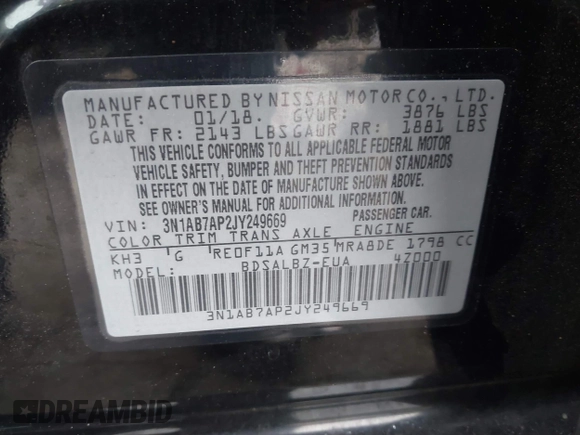 MANUFACTURED BY NISSAN MOTOR CO., LTD.
DATE: 01/18. GVWR: 3876 LBS
GAWR FR: 2143 LBS GAWR RR: 1881 LBS
THIS VEHICLE CONFORMS TO ALL APPLICABLE FEDERAL MOTOR
VEHICLE SAFETY, BUMPER AND THEFT PREVENTION STANDARDS
IN EFFECT ON THE DATE OF MANUFACTURE SHOWN ABOVE.
SEE OWNER'S MANUAL FOR ADDITIONAL INFORMATION.
VIN: 3N1AB7AP2JY249669 PASSENGER CAR.
COLOR TRIM TRANS AXLE ENGINE
KH3 G RE0F11A GM35 MRA8DE 1798 CC
MODEL: BDSALBZ-EUA 4Z000
3N1AB7AP2JY249669
DREAMBID